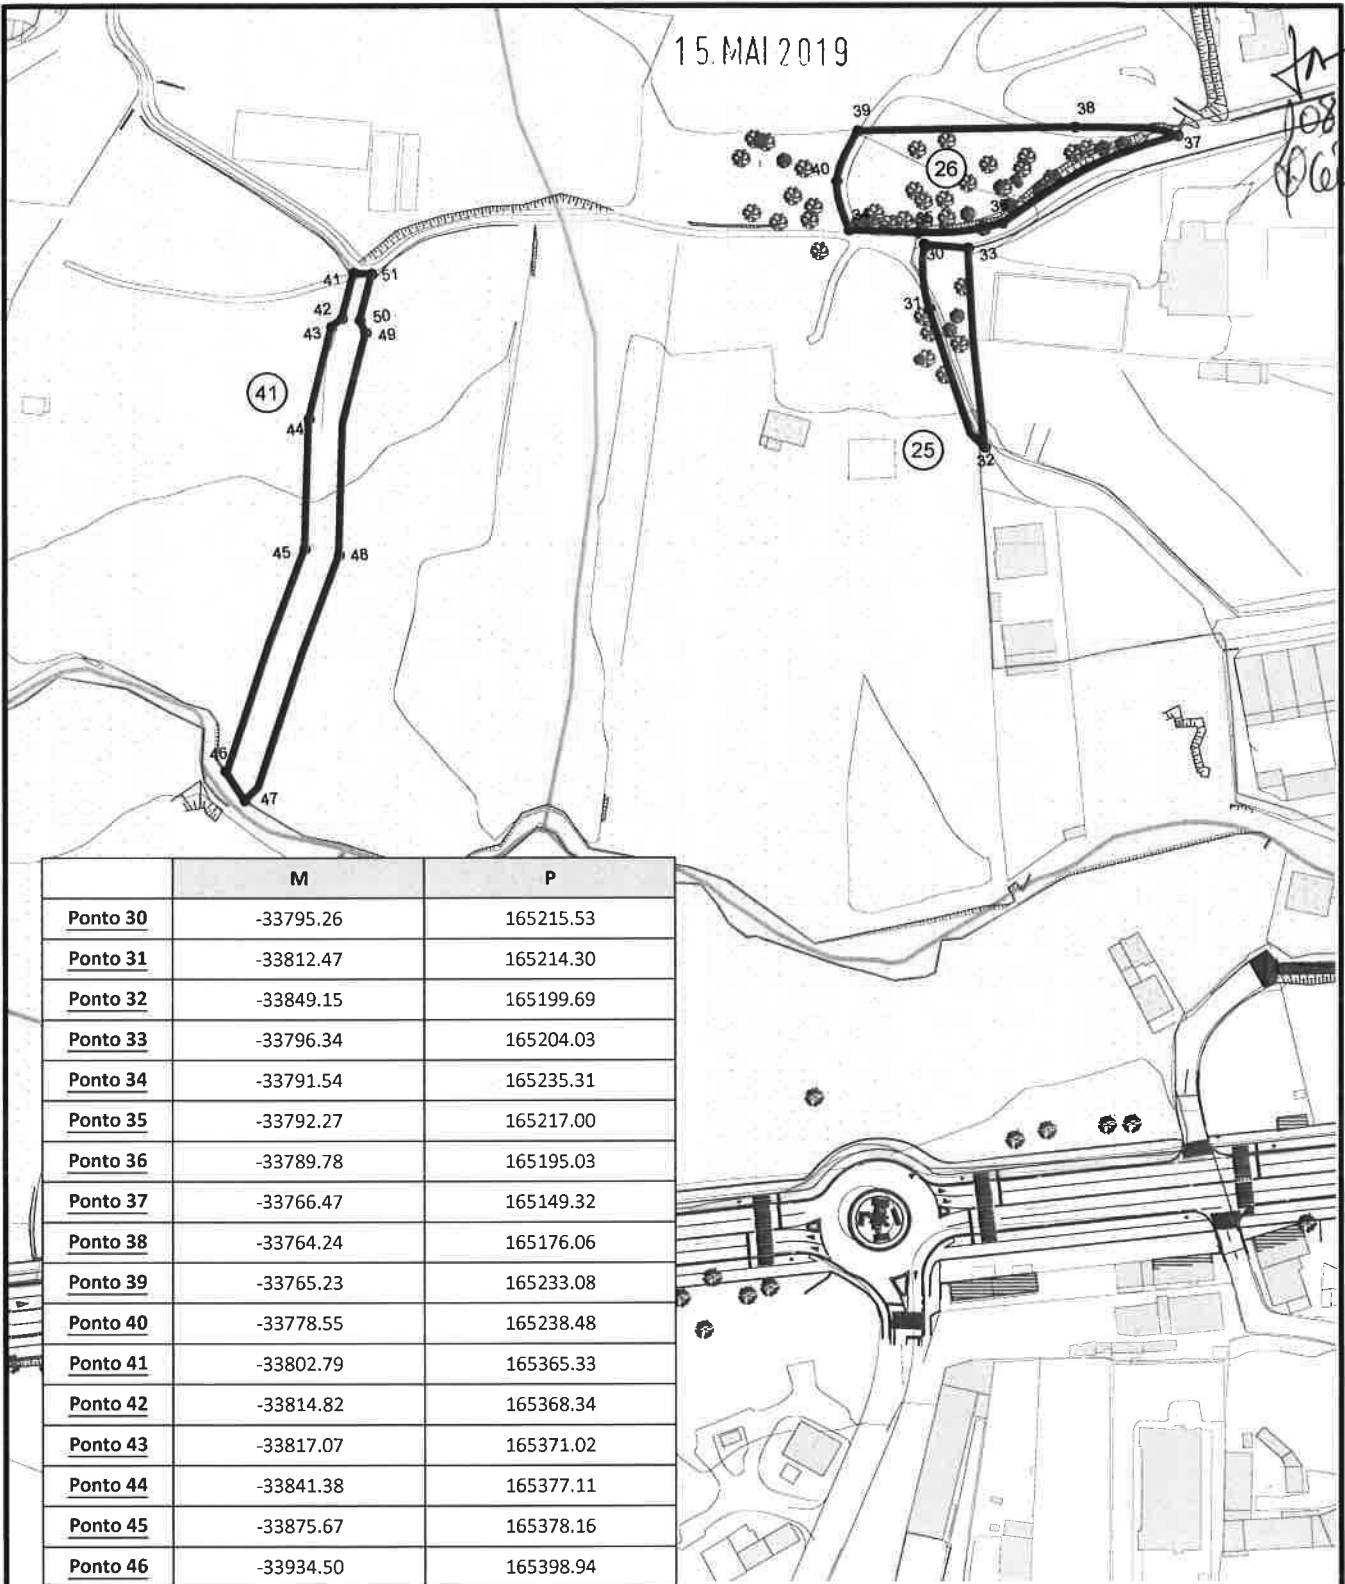 15. MAI 2019
39
38
37
40
26
36
34
35
30
33
31
32
25
41
51
42
50
43
49
41
44
45
48
46
47
M P
Ponto 30 -33795.26 165215.53
Ponto 31 -33812.47 165214.30
Ponto 32 -33849.15 165199.69
Ponto 33 -33796.34 165204.03
Ponto 34 -33791.54 165235.31
Ponto 35 -33792.27 165217.00
Ponto 36 -33789.78 165195.03
Ponto 37 -33766.47 165149.32
Ponto 38 -33764.24 165176.06
Ponto 39 -33765.23 165233.08
Ponto 40 -33778.55 165238.48
Ponto 41 -33802.79 165365.33
Ponto 42 -33814.82 165368.34
Ponto 43 -33817.07 165371.02
Ponto 44 -33841.38 165377.11
Ponto 45 -33875.67 165378.16
Ponto 46 -33934.50 165398.94